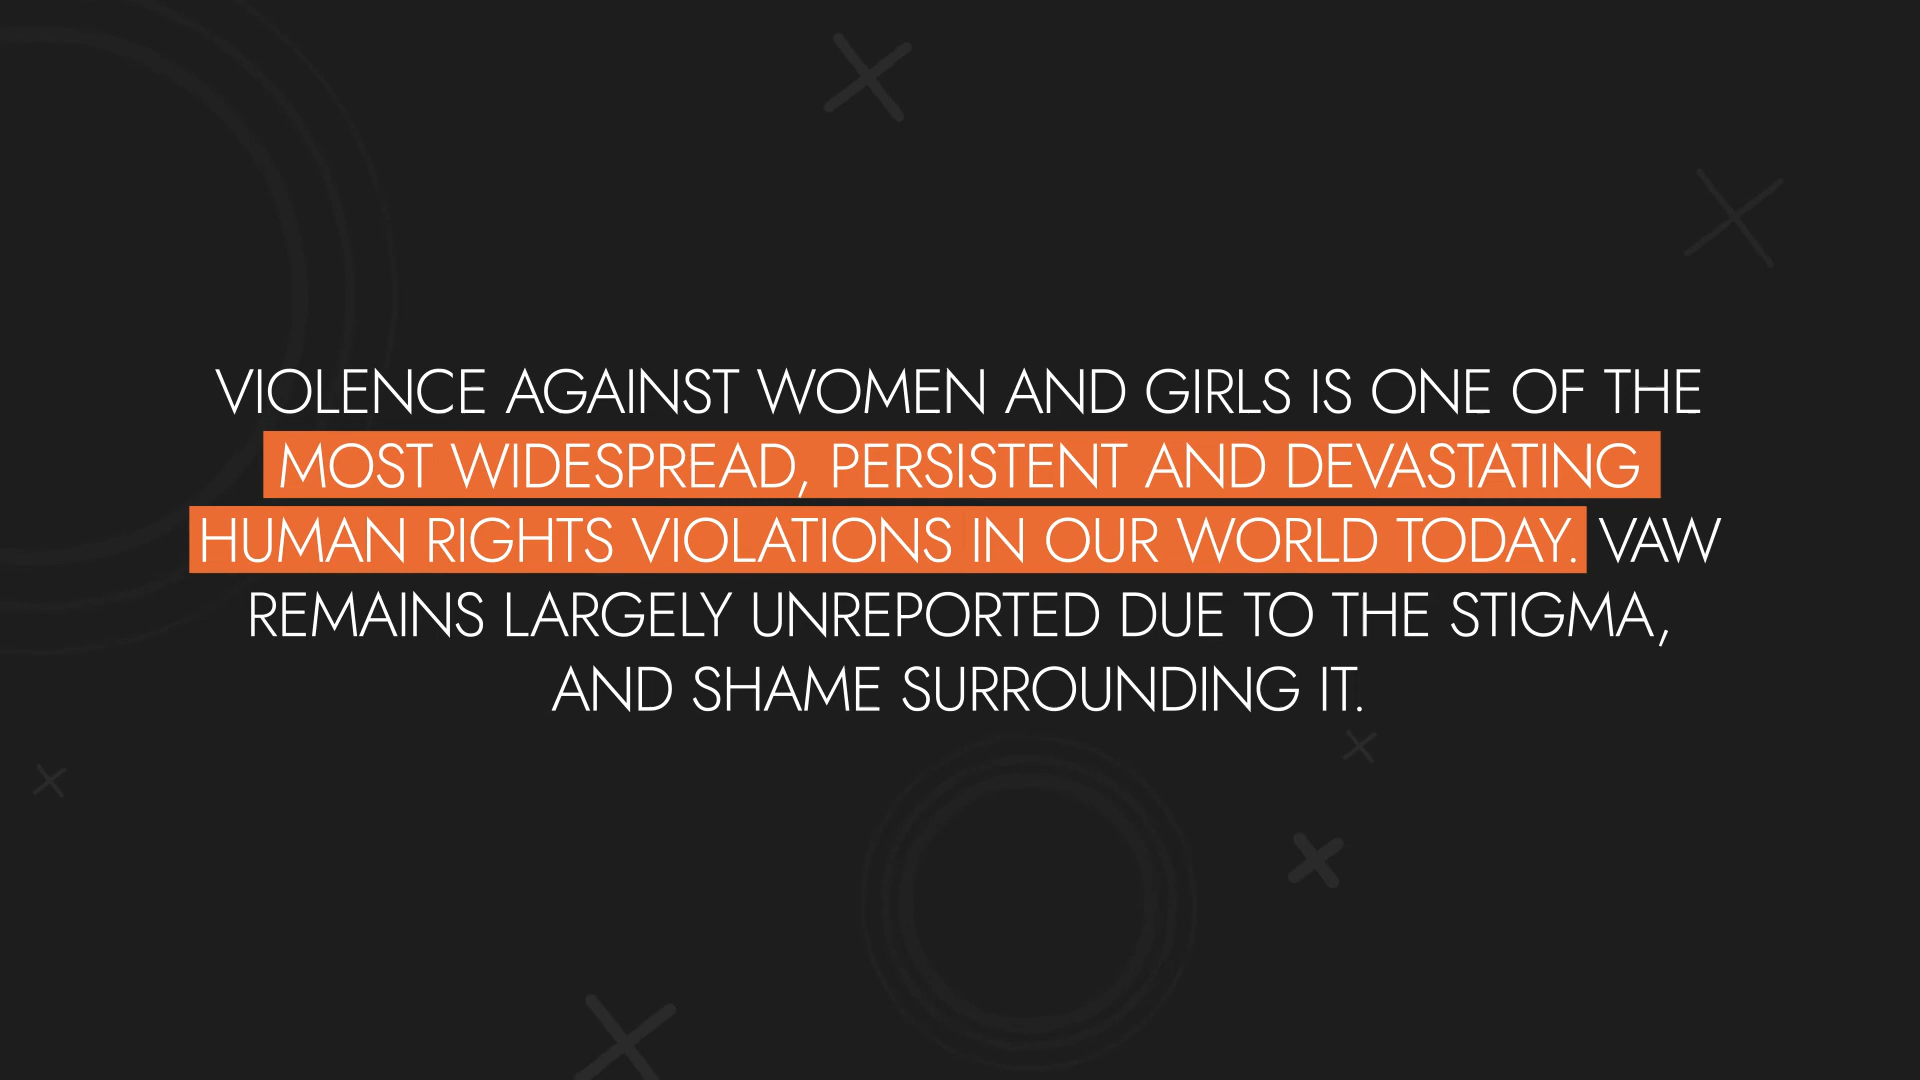 VIOLENCE AGAINST WOMEN AND GIRLS IS ONE OF THE
MOST WIDESPREAD, PERSISTENT AND DEVASTATING
HUMAN RIGHTS VIOLATIONS IN OUR WORLD TODAY. VAW
REMAINS LARGELY UNREPORTED DUE TO THE STIGMA,
AND SHAME SURROUNDING IT.